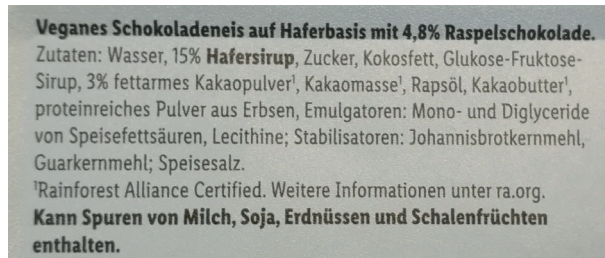 Veganes Schokoladeneis auf Haferbasis mit 4,8% Raspelschokolade.
Zutaten: Wasser, 15% Hafersirup, Zucker, Kokosfett, Glukose-Fruktose-
Sirup, 3% fettarmes Kakaopulver¹, Kakaomasse¹, Rapsöl, Kakaobutter¹,
proteinreiches Pulver aus Erbsen, Emulgatoren: Mono- und Diglyceride
von Speisefettsäuren, Lecithine; Stabilisatoren: Johannisbrotkernmehl,
Guarkernmehl; Speisesalz.
¹Rainforest Alliance Certified. Weitere Informationen unter ra.org.
Kann Spuren von Milch, Soja, Erdnüssen und Schalenfrüchten
enthalten.